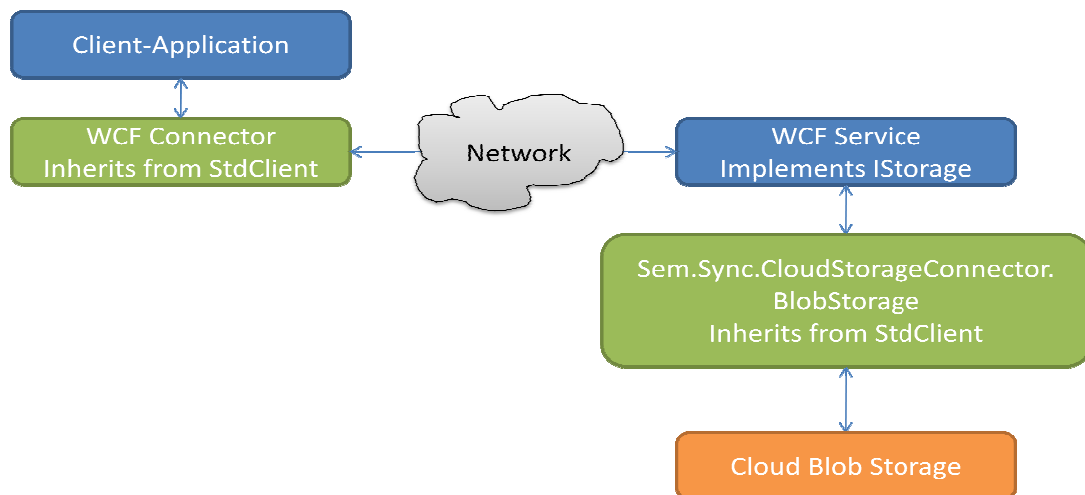 Client-Application
WCF Connector
Inherits from StdClient
Network
WCF Service
Implements IStorage
Sem.Sync.CloudStorageConnector.
BlobStorage
Inherits from StdClient
Cloud Blob Storage